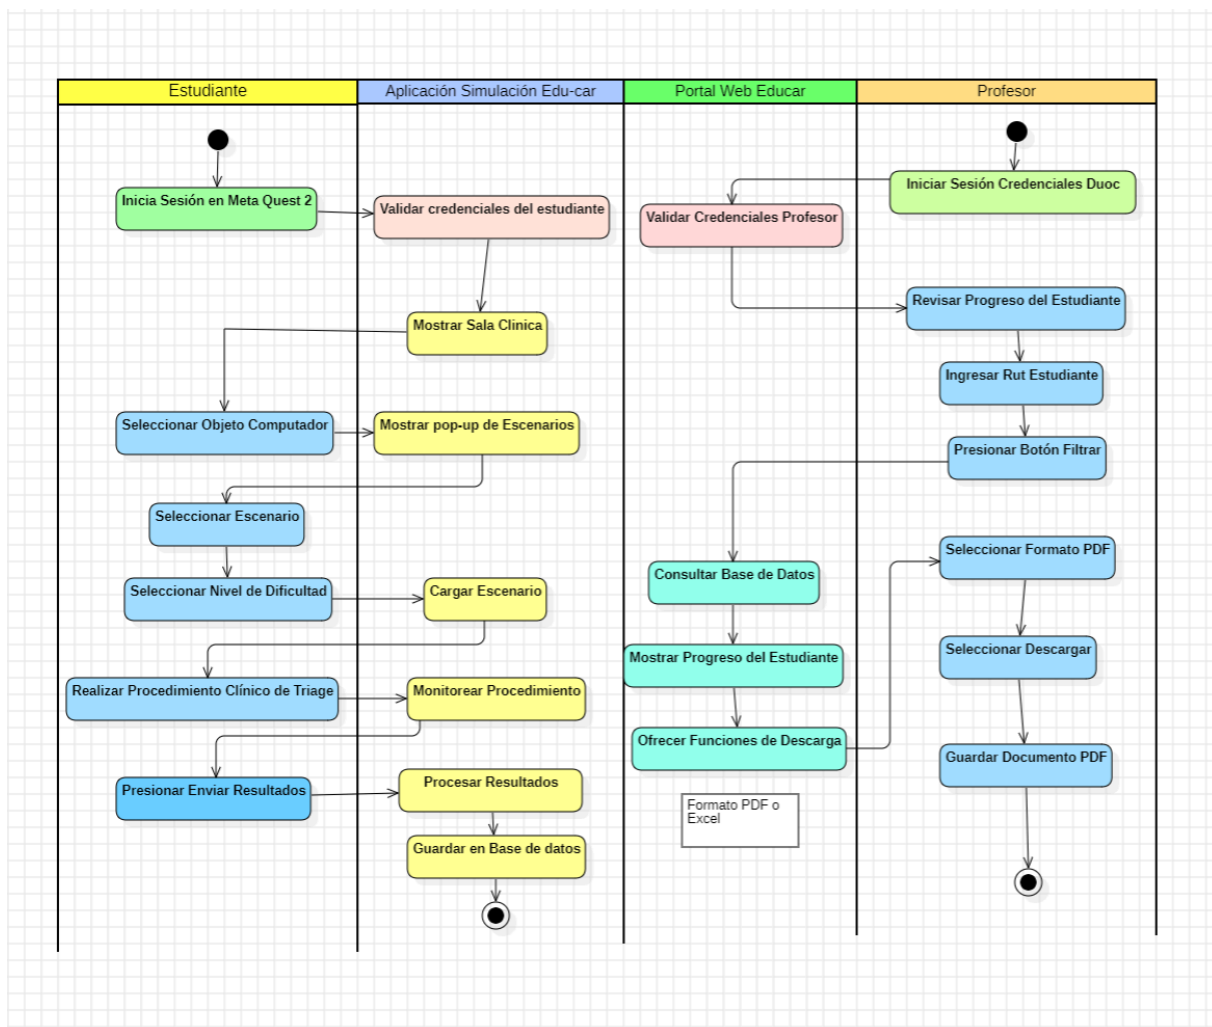 Estudiante
Aplicación Simulación Edu-car
Portal Web Educar
Profesor
Inicia Sesión en Meta Quest 2
Validar credenciales del estudiante
Validar Credenciales Profesor
Iniciar Sesión Credenciales Duoc
Mostrar Sala Clinica
Revisar Progreso del Estudiante
Ingresar Rut Estudiante
Seleccionar Objeto Computador
Mostrar pop-up de Escenarios
Presionar Botón Filtrar
Seleccionar Escenario
Seleccionar Formato PDF
Seleccionar Nivel de Dificultad
Cargar Escenario
Consultar Base de Datos
Mostrar Progreso del Estudiante
Seleccionar Descargar
Realizar Procedimiento Clínico de Triage
Monitorear Procedimiento
Ofrecer Funciones de Descarga
Guardar Documento PDF
Presionar Enviar Resultados
Procesar Resultados
Formato PDF o
Excel
Guardar en Base de datos